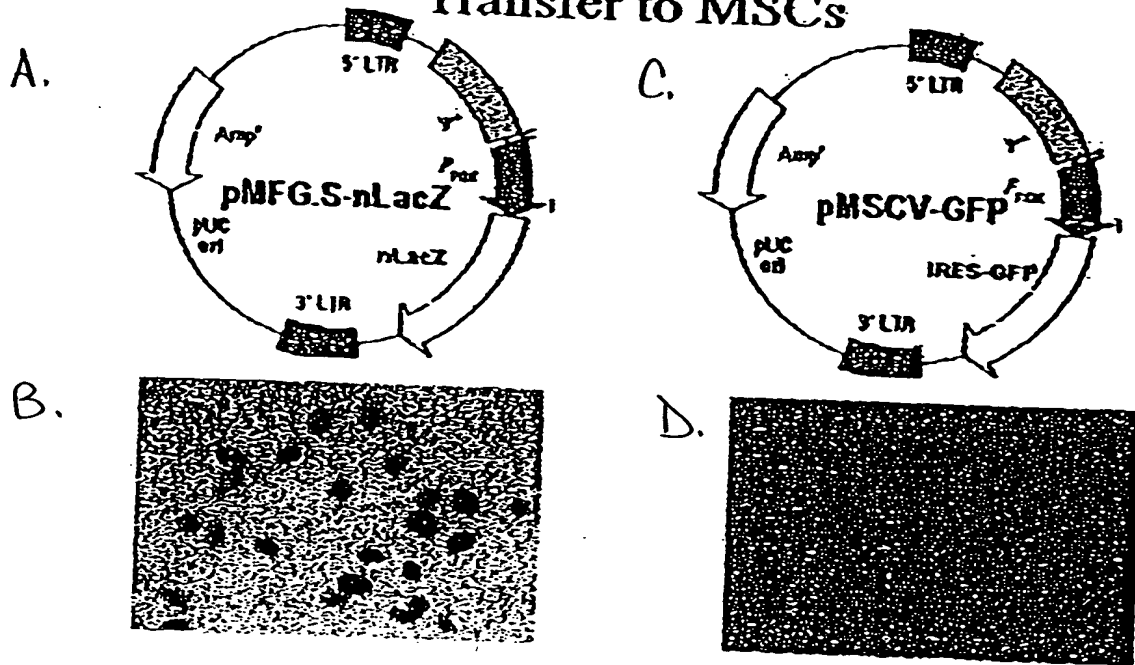 Transfer to MSCs
A.
5' LTR
Amp^r
pMFG.S-nLacZ
pUC
ori
nLacZ
3' LTR
C.
5' LTR
Amp^r
pMSCV-GFP
pUC
ori
IRES-GFP
3' LTR
B.
D.